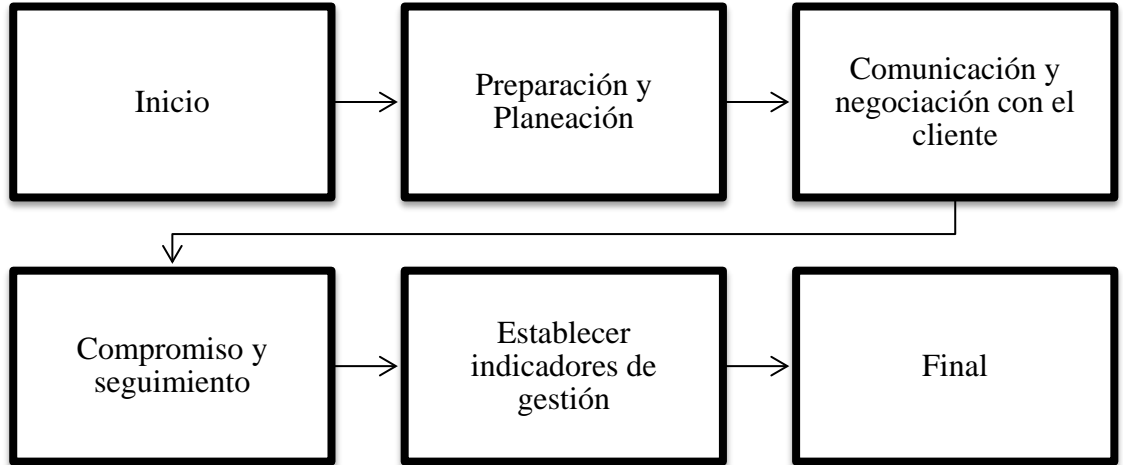 Inicio
Preparación y
Planeación
Comunicación y
negociación con el
cliente
Compromiso y
seguimiento
Establecer
indicadores de
gestión
Final